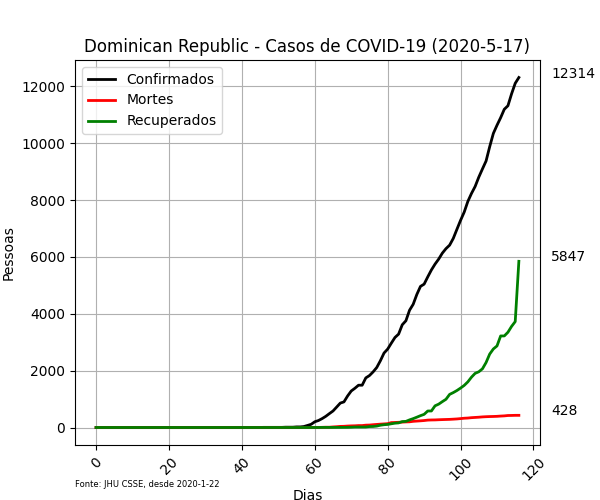 Dominican Republic - Casos de COVID-19 (2020-5-17)
Confirmados
Mortes
Recuperados
12314
5847
428
12000
10000
8000
6000
4000
2000
0
Pessoas
0 20 40 60 80 100 120
Dias
Fonte: JHU CSSE, desde 2020-1-22